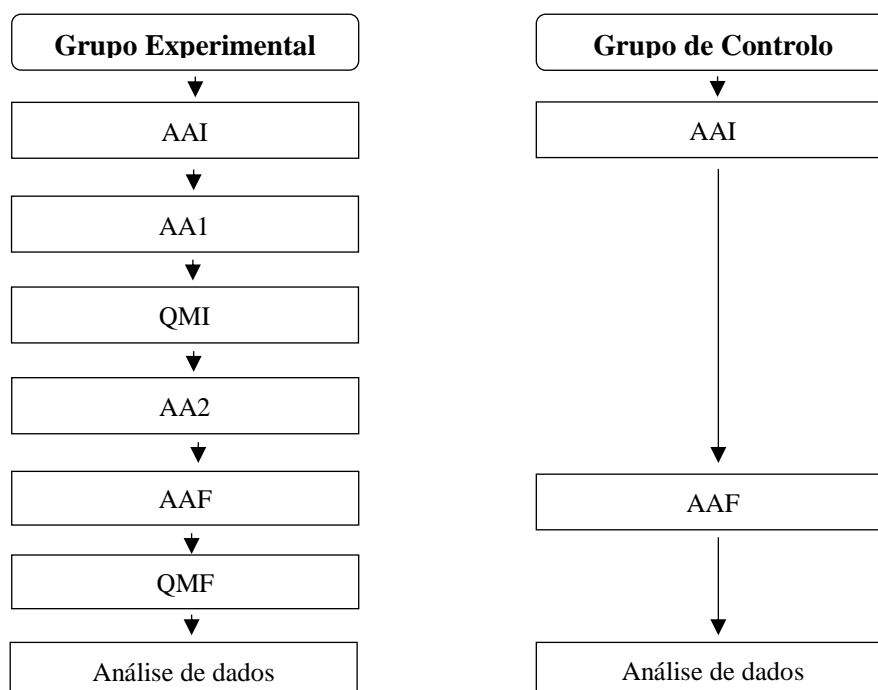 Grupo Experimental
AAI
AA1
QMI
AA2
AAF
QMF
Análise de dados
Grupo de Controlo
AAI
AAF
Análise de dados